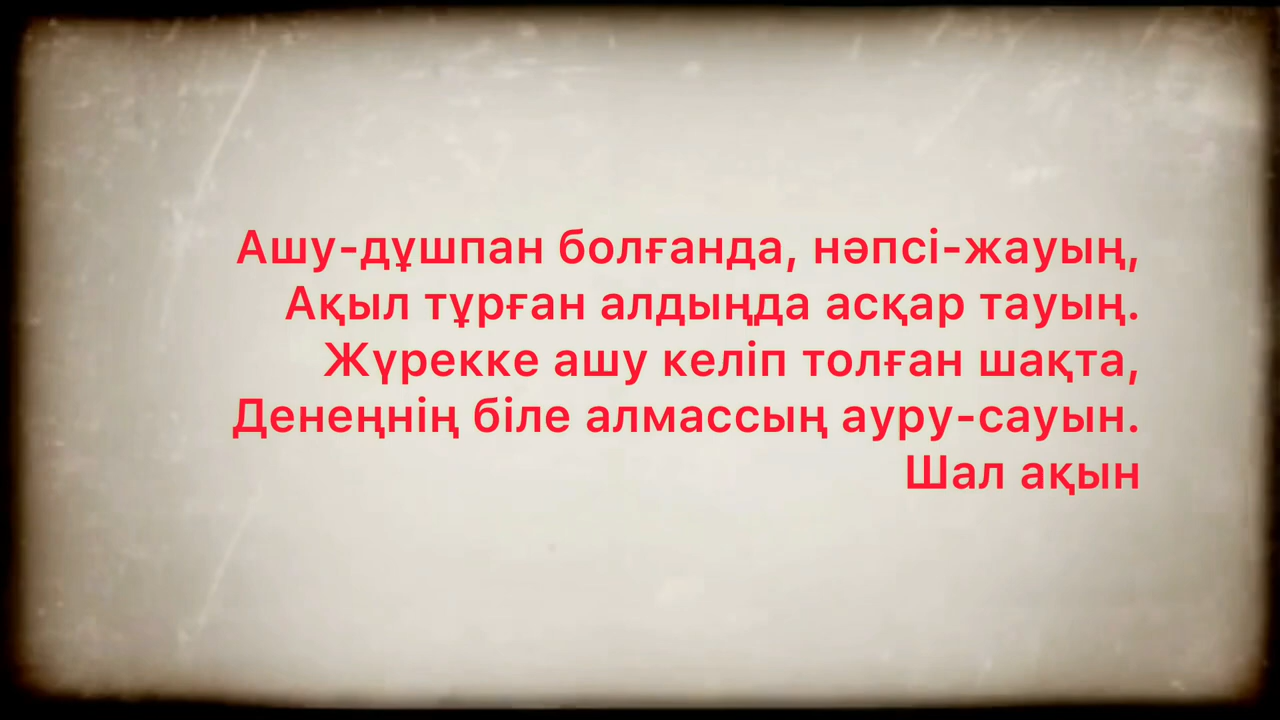 Ашу-дұшпан болғанда, нәпсі-жауың,
Ақыл тұрған алдыңда асқар тауың.
Жүрекке ашу келіп толған шақта,
Денеңнің біле алмассың ауру-сауын.
Шал ақын